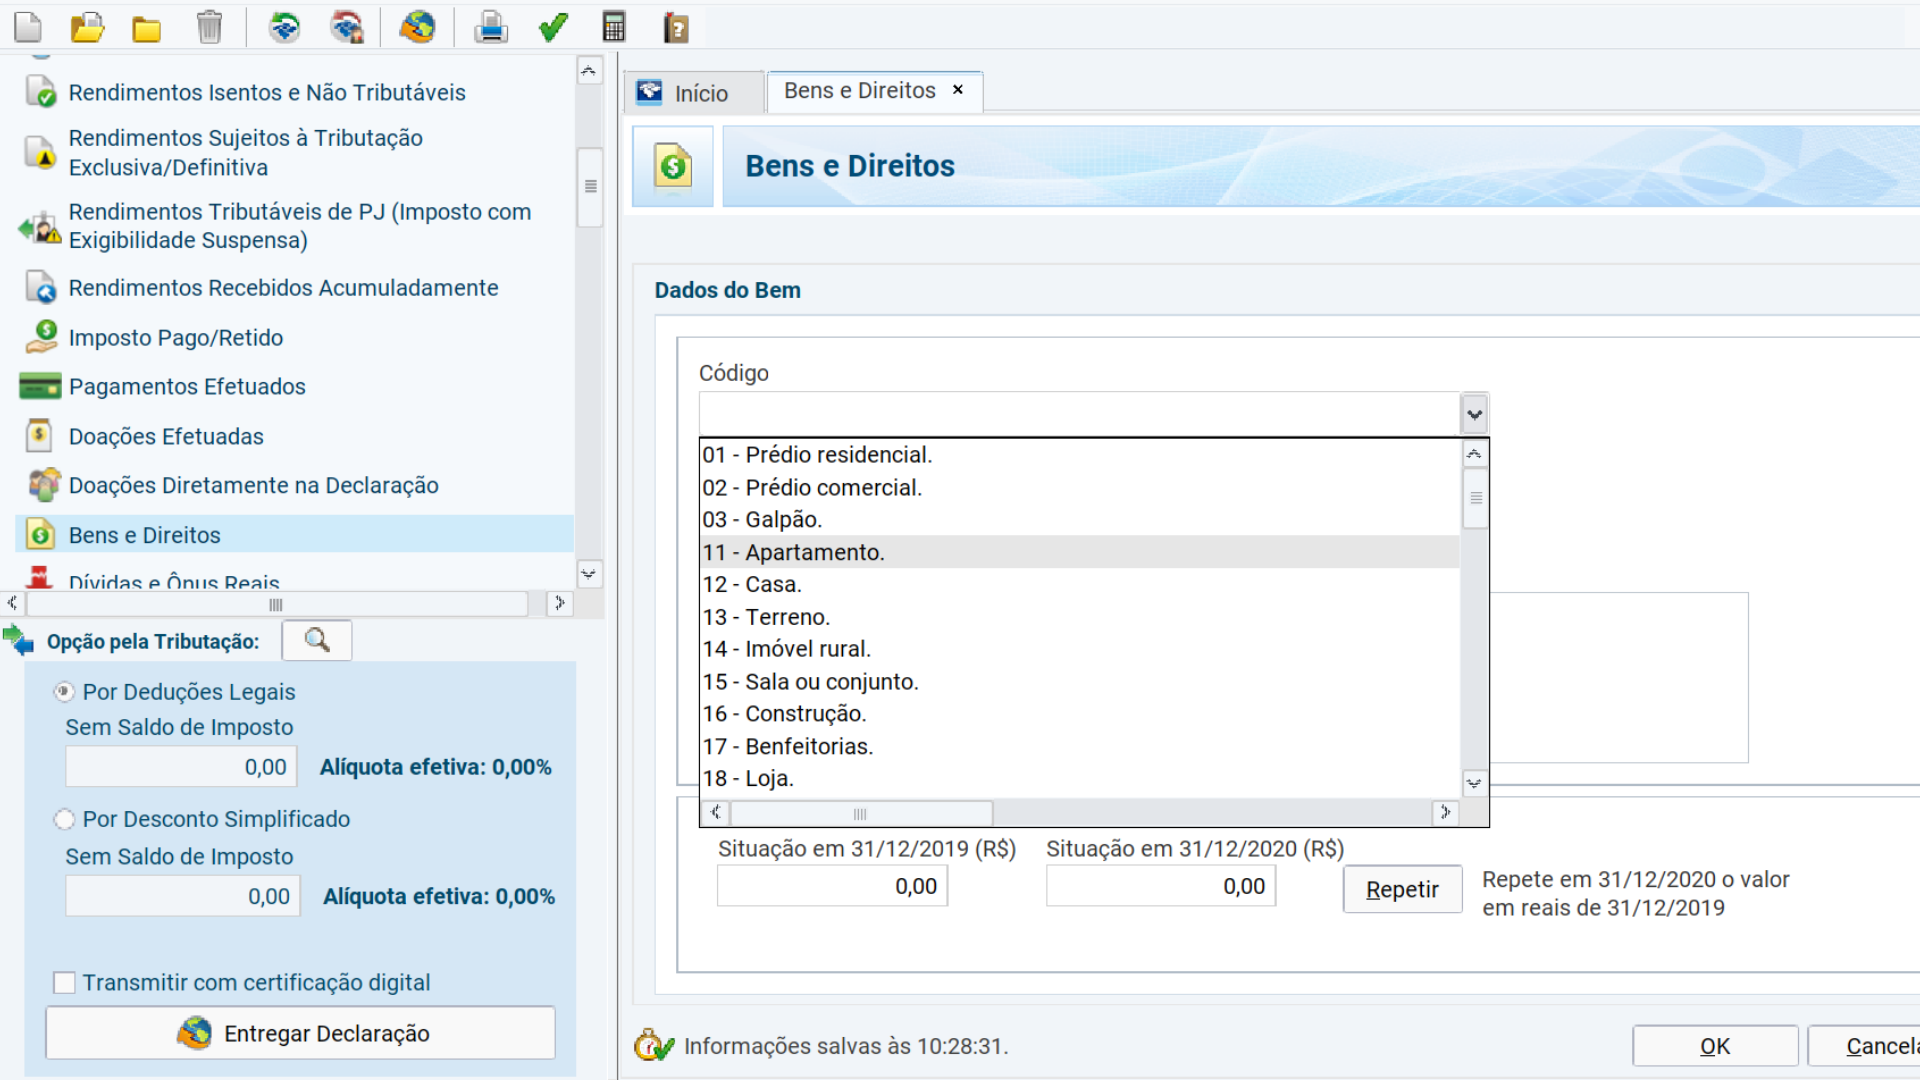 Rendimentos Isentos e Não Tributáveis
Rendimentos Sujeitos à Tributação
Exclusiva/Definitiva
Rendimentos Tributáveis de PJ (Imposto com
Exigibilidade Suspensa)
Rendimentos Recebidos Acumuladamente
Imposto Pago/Retido
Pagamentos Efetuados
Doações Efetuadas
Doações Diretamente na Declaração
Bens e Direitos
Dívidas e Ônus Reais
Opção pela Tributação:
Por Deduções Legais
Sem Saldo de Imposto
0,00 Alíquota efetiva: 0,00%
Por Desconto Simplificado
Sem Saldo de Imposto
0,00 Alíquota efetiva: 0,00%
Transmitir com certificação digital
Entregar Declaração
Início
Bens e Direitos ×
Bens e Direitos
Dados do Bem
Código
01 - Prédio residencial.
02 - Prédio comercial.
03 - Galpão.
11 - Apartamento.
12 - Casa.
13 - Terreno.
14 - Imóvel rural.
15 - Sala ou conjunto.
16 - Construção.
17 - Benfeitorias.
18 - Loja.
Situação em 31/12/2019 (R$) Situação em 31/12/2020 (R$)
0,00 0,00 Repetir
Repete em 31/12/2020 o valor
em reais de 31/12/2019
Informações salvas às 10:28:31.
OK Cancela